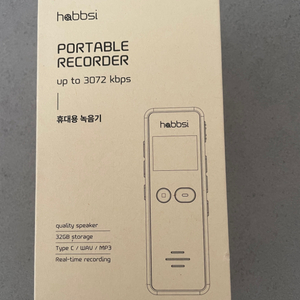 habbsi
PORTABLE
RECORDER
up to 3072 kbps
휴대용 녹음기
habbsi
quality speaker
32GB storage
Type C / WAV / MP3
Real-time recording